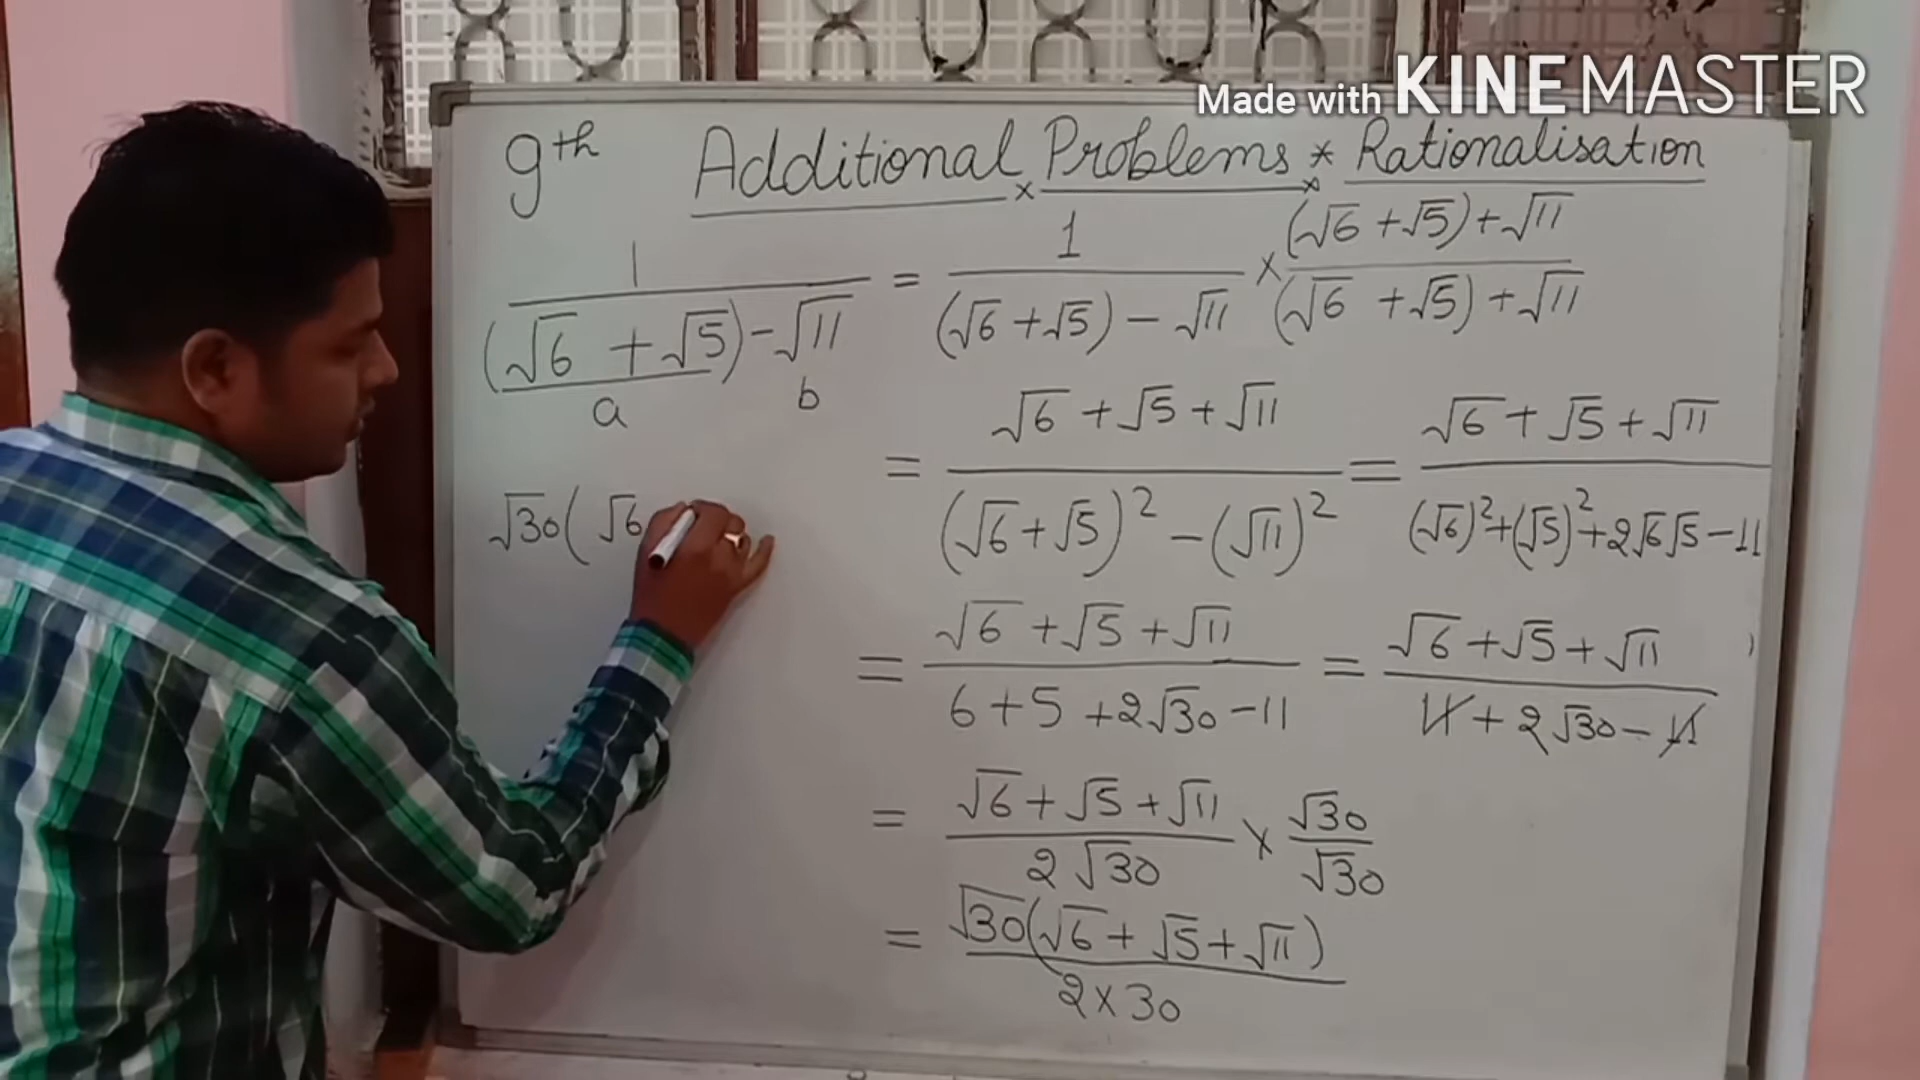 Made with KINEMASTER
9th Additional Problems * Rationalisation
1 / (√6 + √5) - √11 = 1 / (√6 + √5) - √11 × (√6 + √5) + √11 / (√6 + √5) + √11
a b
= √6 + √5 + √11 / (√6 + √5)² - (√11)² = √6 + √5 + √11 / (√6)² + (√5)² + 2√6√5 - 11
√30(√6
= √6 + √5 + √11 / 6 + 5 + 2√30 - 11 = √6 + √5 + √11 / 11 + 2√30 - 11
= √6 + √5 + √11 / 2√30 × √30 / √30
= √30(√6 + √5 + √11) / 2 × 30